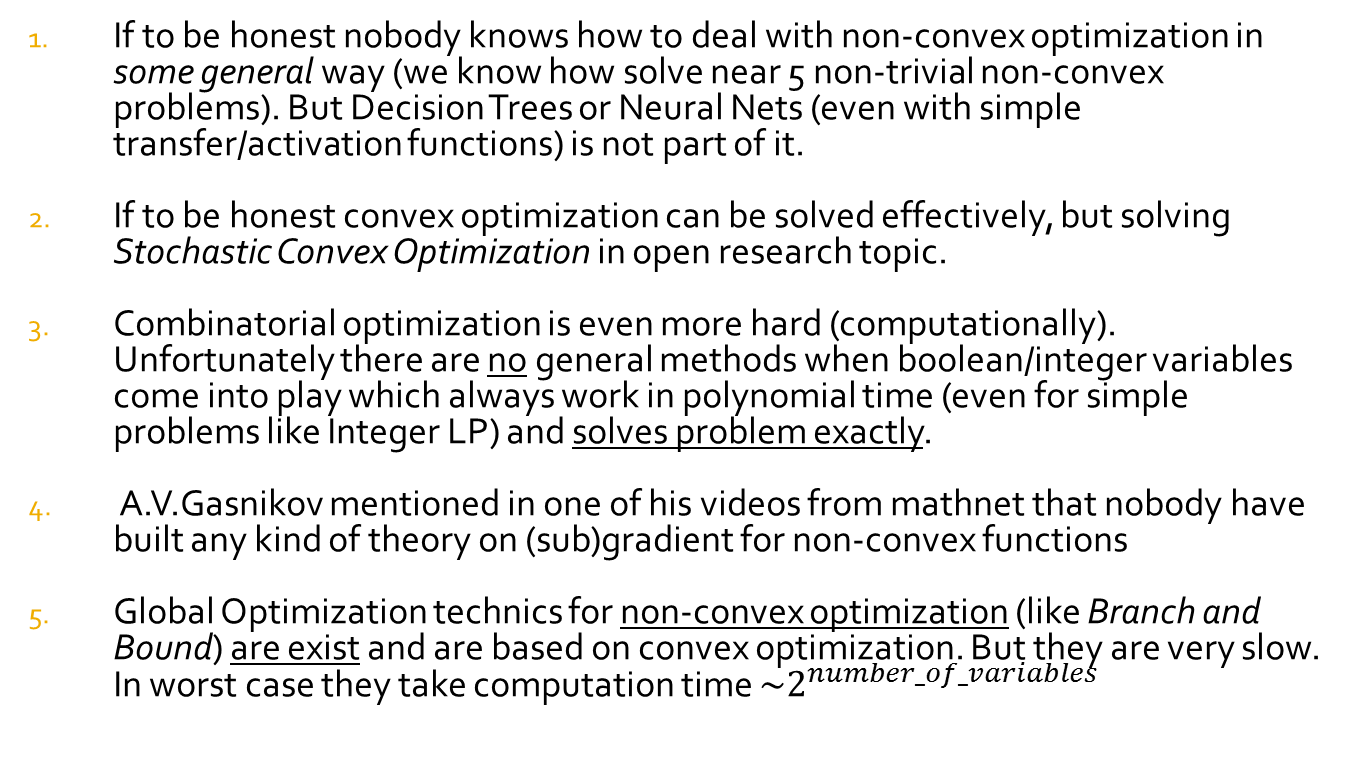 1. If to be honest nobody knows how to deal with non-convex optimization in
some general way (we know how solve near 5 non-trivial non-convex
problems). But Decision Trees or Neural Nets (even with simple
transfer/activation functions) is not part of it.
2. If to be honest convex optimization can be solved effectively, but solving
Stochastic Convex Optimization in open research topic.
3. Combinatorial optimization is even more hard (computationally).
Unfortunately there are no general methods when boolean/integer variables
come into play which always work in polynomial time (even for simple
problems like Integer LP) and solves problem exactly.
4. A.V.Gasnikov mentioned in one of his videos from mathnet that nobody have
built any kind of theory on (sub)gradient for non-convex functions
5. Global Optimization technics for non-convex optimization (like Branch and
Bound) are exist and are based on convex optimization. But they are very slow.
In worst case they take computation time ~2^number_of_variables